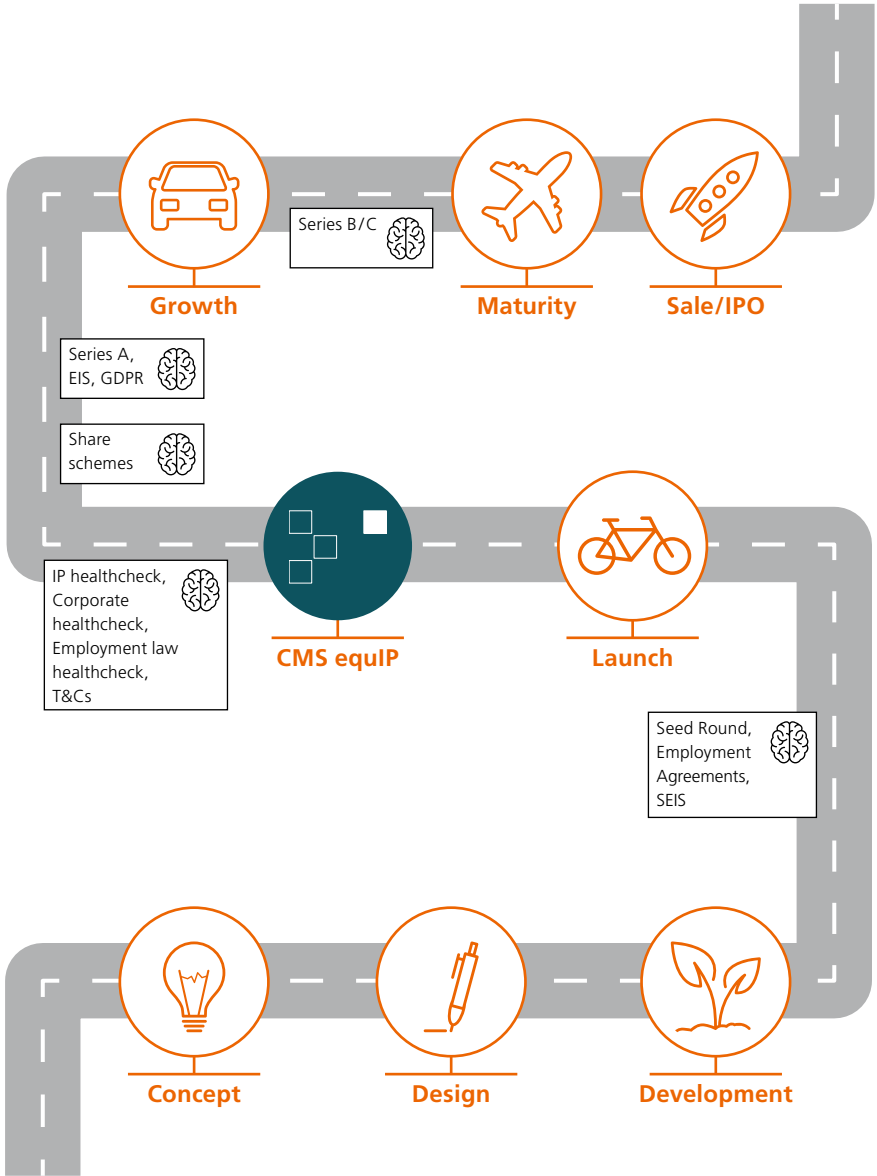 Series B/C
Growth
Maturity
Sale/IPO
Series A,
EIS, GDPR
Share
schemes
IP healthcheck,
Corporate
healthcheck,
Employment law
healthcheck,
T&Cs
CMS equIP
Launch
Seed Round,
Employment
Agreements,
SEIS
Concept
Design
Development